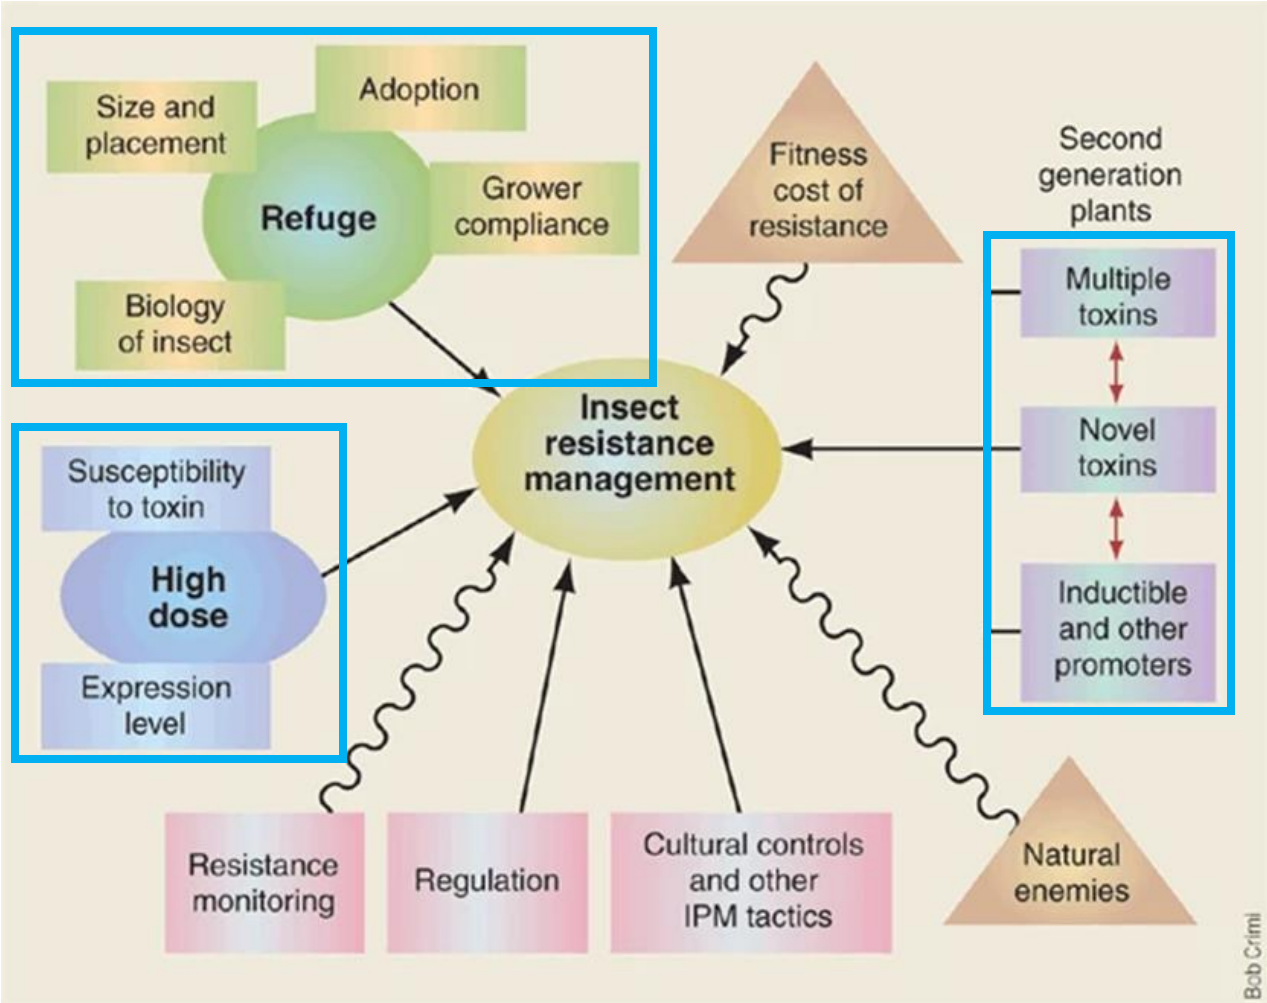 Size and
placement
Adoption
Refuge
Grower
compliance
Biology
of insect
Fitness
cost of
resistance
Second
generation
plants
Multiple
toxins
Novel
toxins
Inductible
and other
promoters
Insect
resistance
management
Susceptibility
to toxin
High
dose
Expression
level
Resistance
monitoring
Regulation
Cultural controls
and other
IPM tactics
Natural
enemies
Bob Crimi